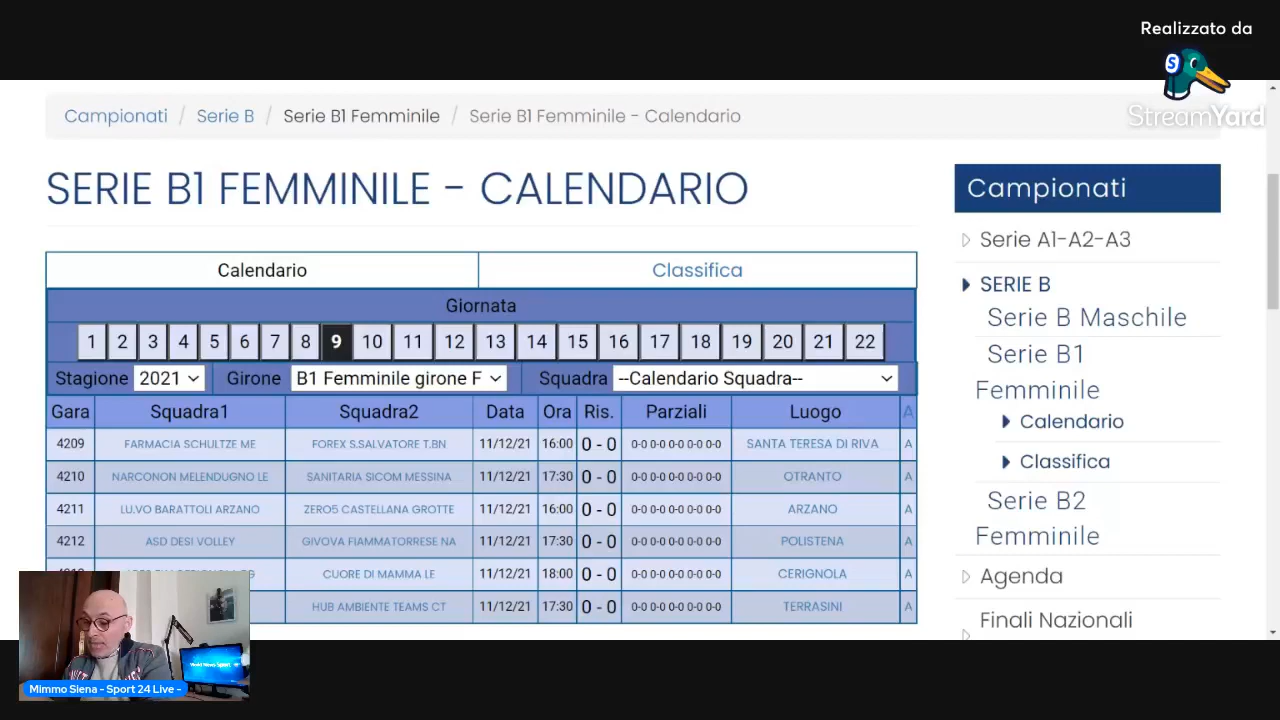 Realizzato da
StreamYard
Campionati / Serie B / Serie B1 Femminile / Serie B1 Femminile - Calendario
SERIE B1 FEMMINILE - CALENDARIO
Calendario Classifica
Giornata
1 2 3 4 5 6 7 8 9 10 11 12 13 14 15 16 17 18 19 20 21 22
Stagione 2021 Girone B1 Femminile girone F Squadra --Calendario Squadra--
Gara Squadra1 Squadra2 Data Ora Ris. Parziali Luogo A
4209 FARMACIA SCHULTZE ME FOREX S.SALVATORE T.BN 11/12/21 16:00 0 - 0 0-0 0-0 0-0 0-0 0-0 SANTA TERESA DI RIVA A
4210 NARCONON MELENDUGNO LE SANITARIA SICOM MESSINA 11/12/21 17:30 0 - 0 0-0 0-0 0-0 0-0 0-0 OTRANTO A
4211 LU.VO BARATTOLI ARZANO ZERO5 CASTELLANA GROTTE 11/12/21 16:00 0 - 0 0-0 0-0 0-0 0-0 0-0 ARZANO A
4212 ASD DESI VOLLEY GIVOVA FIAMMATORRESE NA 11/12/21 17:30 0 - 0 0-0 0-0 0-0 0-0 0-0 POLISTENA A
CUORE DI MAMMA LE 11/12/21 18:00 0 - 0 0-0 0-0 0-0 0-0 0-0 CERIGNOLA A
HUB AMBIENTE TEAMS CT 11/12/21 17:30 0 - 0 0-0 0-0 0-0 0-0 0-0 TERRASINI A
Campionati
Serie A1-A2-A3
SERIE B
Serie B Maschile
Serie B1
Femminile
Calendario
Classifica
Serie B2
Femminile
Agenda
Finali Nazionali
World News Sport
Mimmo Siena - Sport 24 Live -